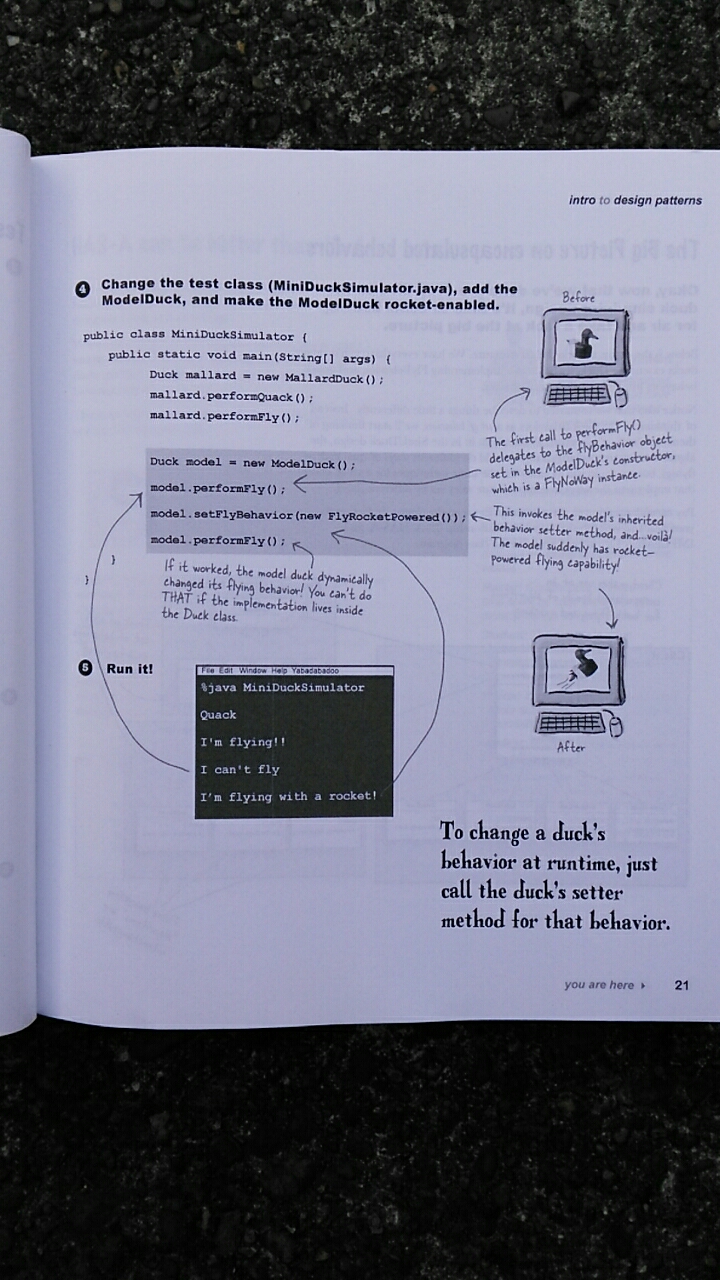 intro to design patterns
4 Change the test class (MiniDuckSimulator.java), add the
ModelDuck, and make the ModelDuck rocket-enabled.
public class MiniDuckSimulator {
public static void main(String[] args) {
Duck mallard = new MallardDuck();
mallard.performQuack();
mallard.performFly();
Duck model = new ModelDuck();
model.performFly();
model.setFlyBehavior(new FlyRocketPowered());
model.performFly();
}
}
Before
The first call to performFly()
delegates to the flyBehavior object
set in the ModelDuck's constructor,
which is a FlyNoWay instance.
This invokes the model's inherited
behavior setter method, and...voilà!
The model suddenly has rocket-
powered flying capability!
If it worked, the model duck dynamically
changed its flying behavior! You can't do
THAT if the implementation lives inside
the Duck class.
5 Run it!
File Edit Window Help Yabadabadoo
%java MiniDuckSimulator
Quack
I'm flying!!
I can't fly
I'm flying with a rocket!
After
To change a duck's
behavior at runtime, just
call the duck's setter
method for that behavior.
you are here ▸ 21